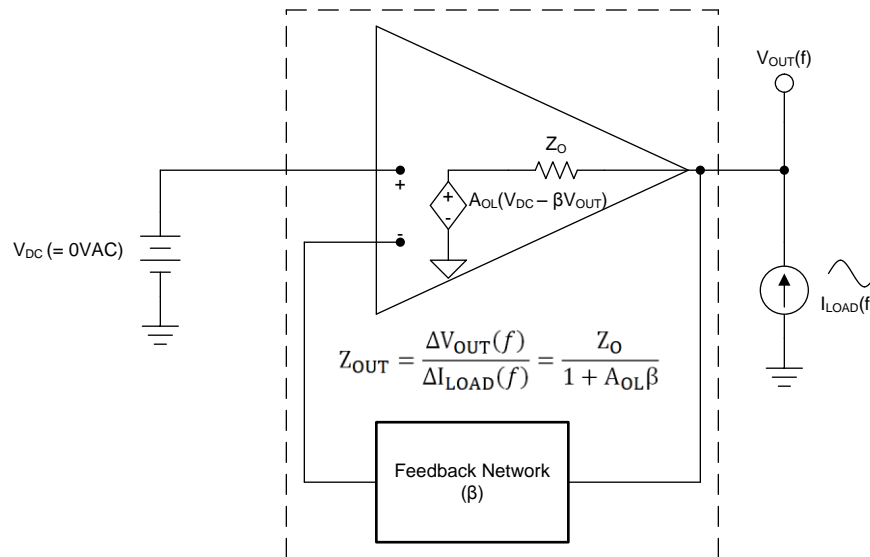 V_OUT(f)
Z_O
+
+
A_OL(V_DC – βV_OUT)
-
-
V_DC (= 0VAC)
I_LOAD(f
Z_OUT = ΔV_OUT(f) / ΔI_LOAD(f) = Z_O / 1 + A_OLβ
Feedback Network
(β)